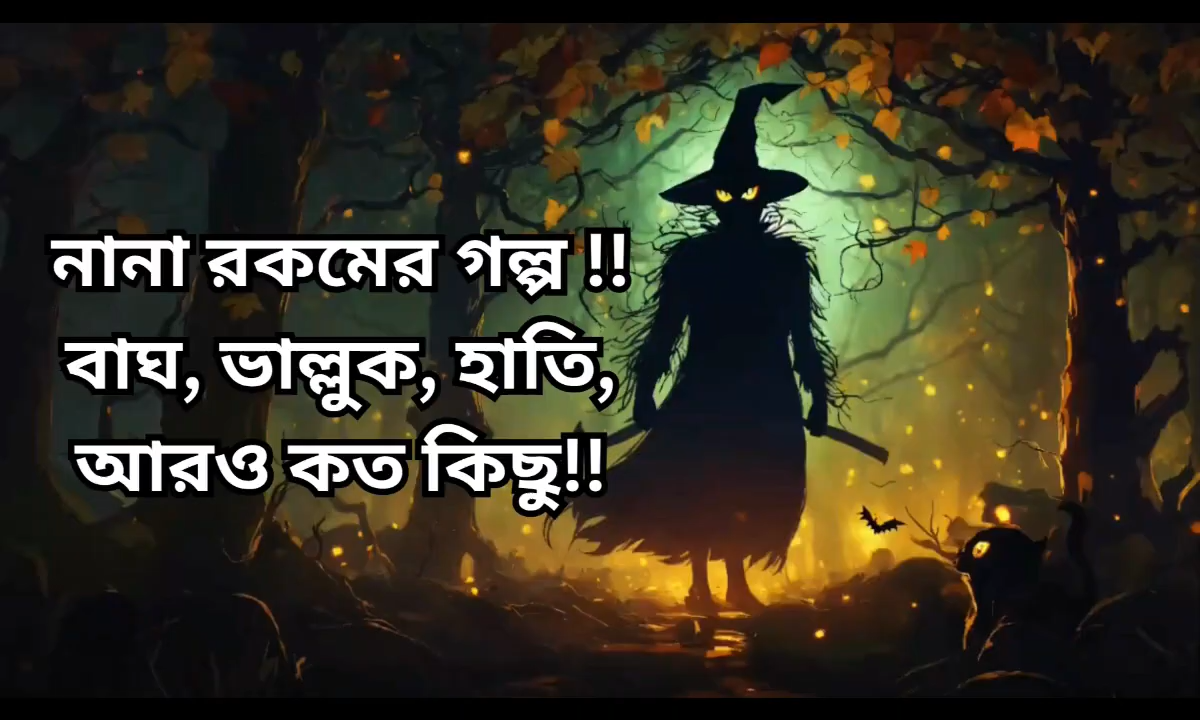 নানা রকমের গল্প !!
বাঘ, ভাল্লুক, হাতি,
আরও কত কিছু!!